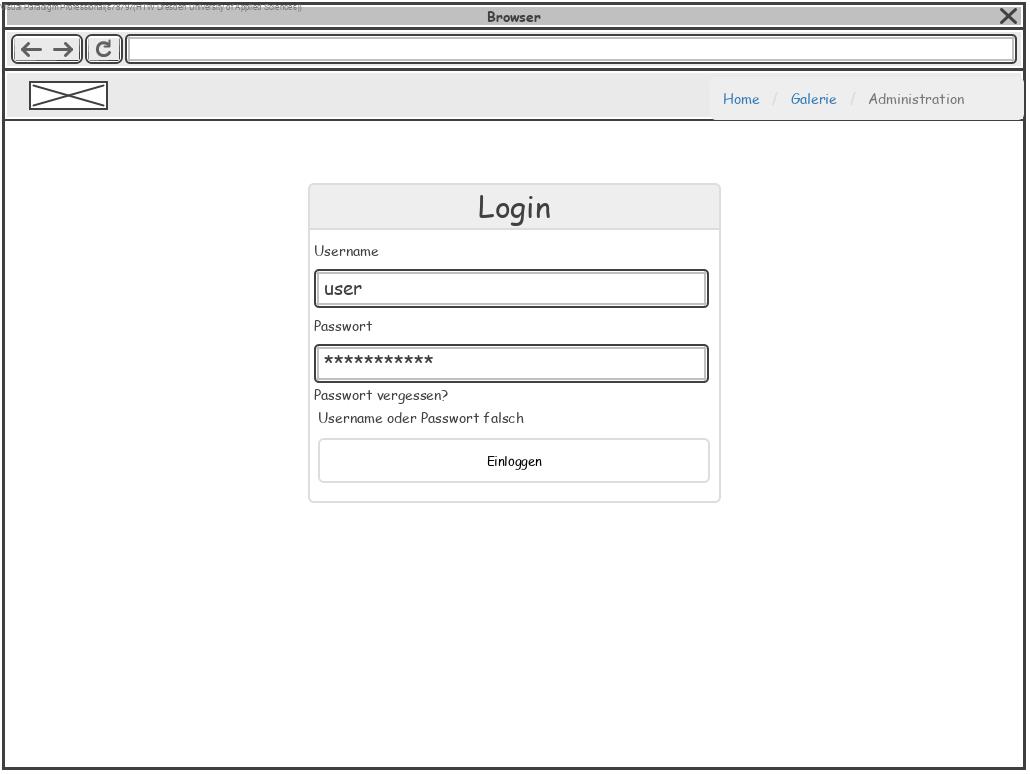 Visual Paradigm Professional(s78797(HTW Dresden University of Applied Sciences))
Browser
Home / Galerie / Administration
Login
Username
user
Passwort
***********
Passwort vergessen?
Username oder Passwort falsch
Einloggen